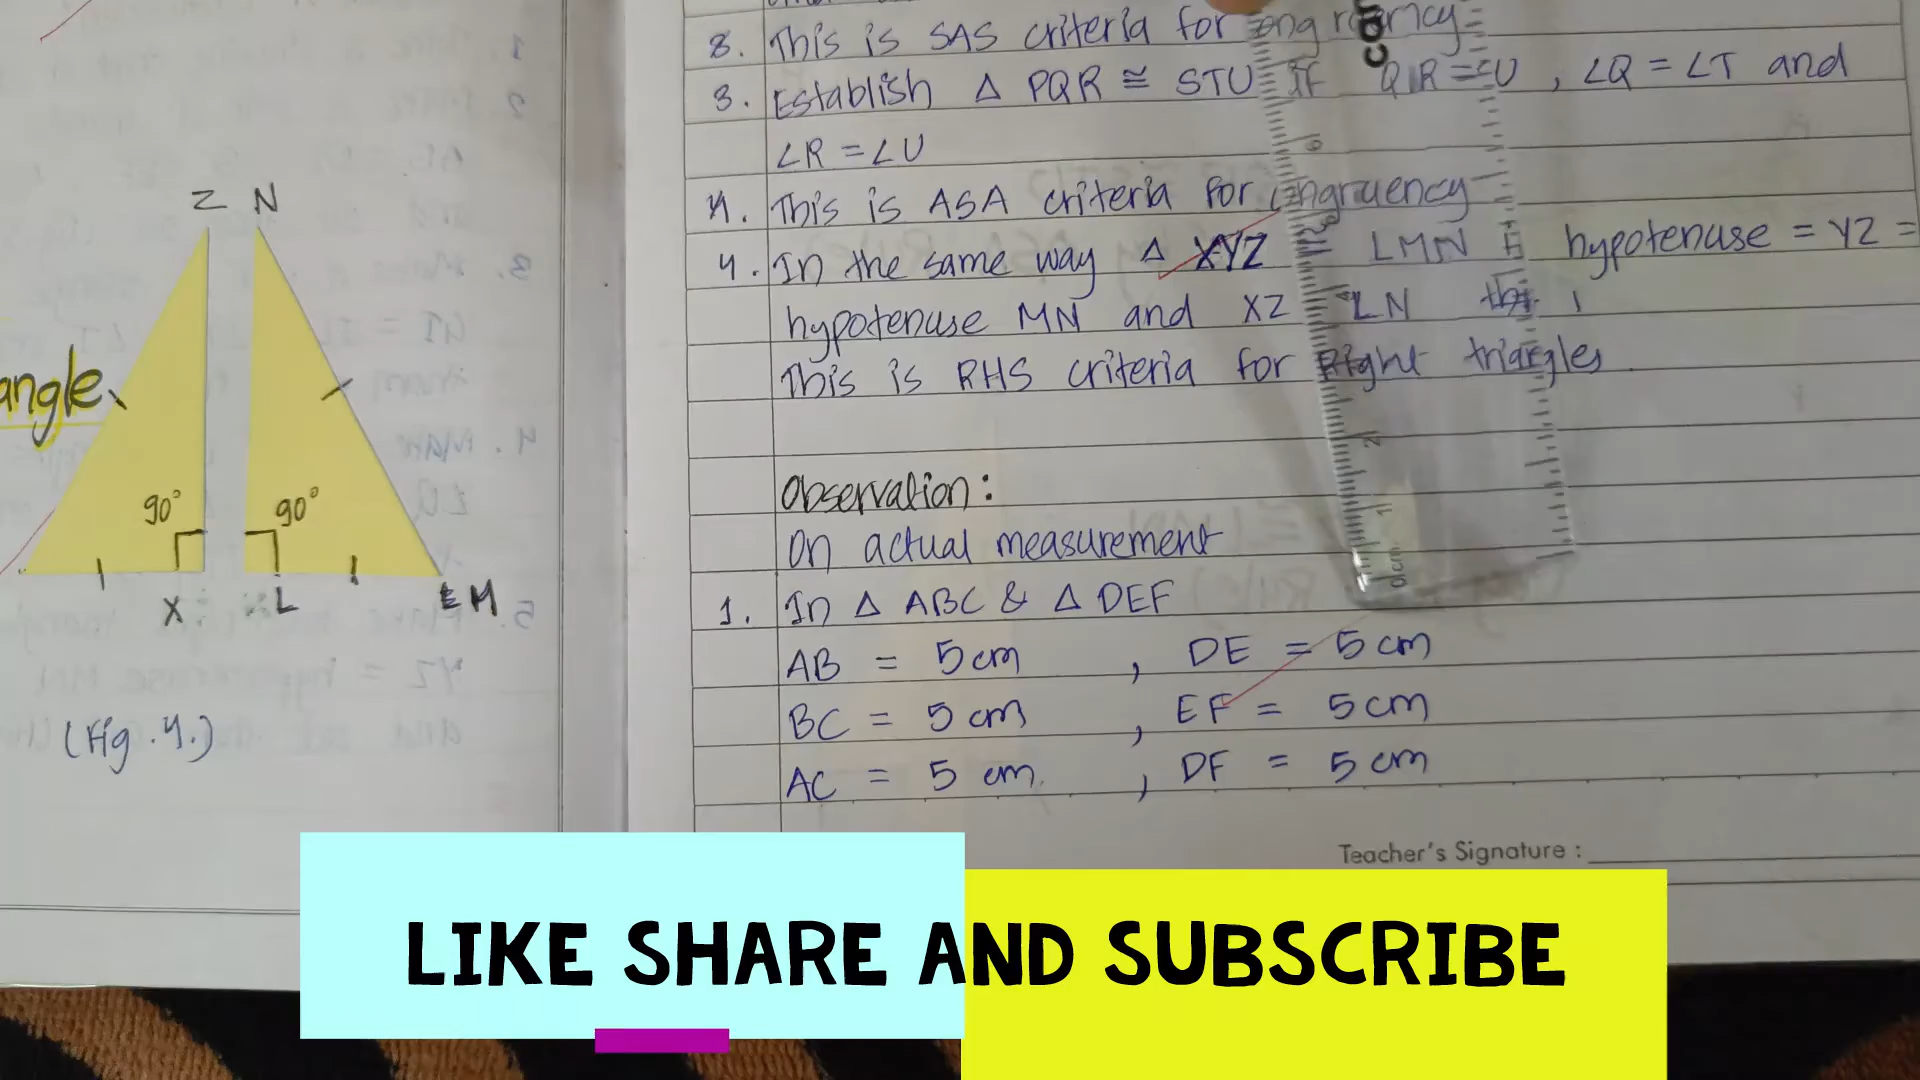 Z N
angle
90° 90°
X L M
(Fig.4.)
8. This is SAS criteria for
3. Establish △ PQR ≅ STU If QR = U , ∠Q = ∠T and
∠R = ∠U
4. This is ASA criteria for congruency
4. In the same way △ XYZ LMN hypotenuse = YZ =
hypotenuse MN and XZ LN
This is RHS criteria for Right triangles
Observation:
On actual measurement
1. In △ ABC & △ DEF
AB = 5 cm , DE = 5 cm
BC = 5 cm , EF = 5 cm
AC = 5 cm. , DF = 5 cm
Teacher's Signature :
LIKE SHARE AND SUBSCRIBE